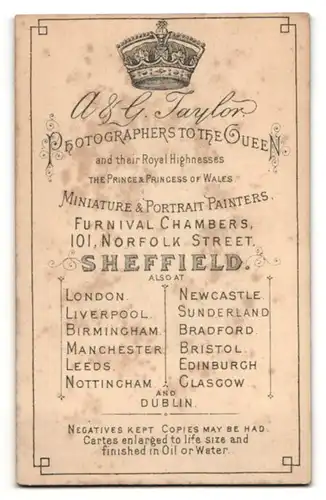 A & G. Taylor
PHOTOGRAPHERS TO THE QUEEN
and their Royal Highnesses
THE PRINCE & PRINCESS OF WALES
MINIATURE & PORTRAIT PAINTERS,
FURNIVAL CHAMBERS,
101, NORFOLK STREET,
SHEFFIELD.
ALSO AT
LONDON.
LIVERPOOL.
BIRMINGHAM.
MANCHESTER
LEEDS.
NOTTINGHAM
NEWCASTLE.
SUNDERLAND
BRADFORD.
BRISTOL.
EDINBURGH
GLASGOW
AND
DUBLIN.
NEGATIVES KEPT COPIES MAY BE HAD.
Cartes enlarged to life size and
finished in Oil or Water.